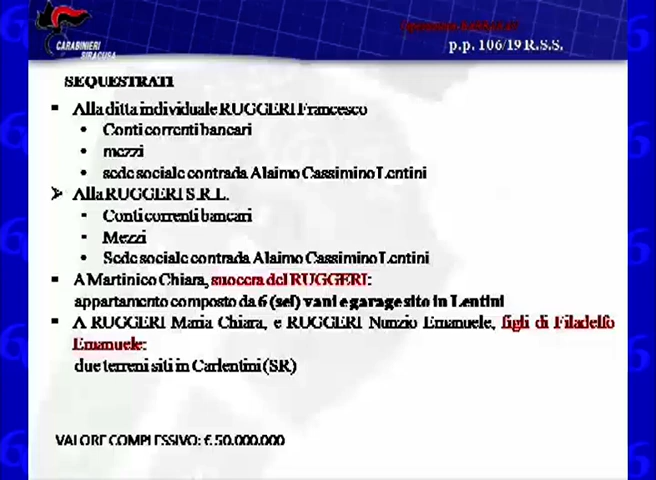 CARABINIERI
SIRACUSA
p.p. 106/19 R.S.S.
SEQUESTRATI
▪ Alla ditta individuale RUGGERI Francesco
• Conti correnti bancari
• mezzi
• sede sociale contrada Alaimo Cassimino Lentini
➢ Alla RUGGERI S.R.L.
▪ Conti correnti bancari
▪ Mezzi
▪ Sede sociale contrada Alaimo Cassimino Lentini
▪ A Martinico Chiara, suocera del RUGGERI:
appartamento composto da 6 (sei) vani e garage sito in Lentini
▪ A RUGGERI Maria Chiara, e RUGGERI Nunzio Emanuele, figli di Filadelfo
Emanuele:
due terreni siti in Carlentini (SR)
VALORE COMPLESSIVO: € 50.000.000